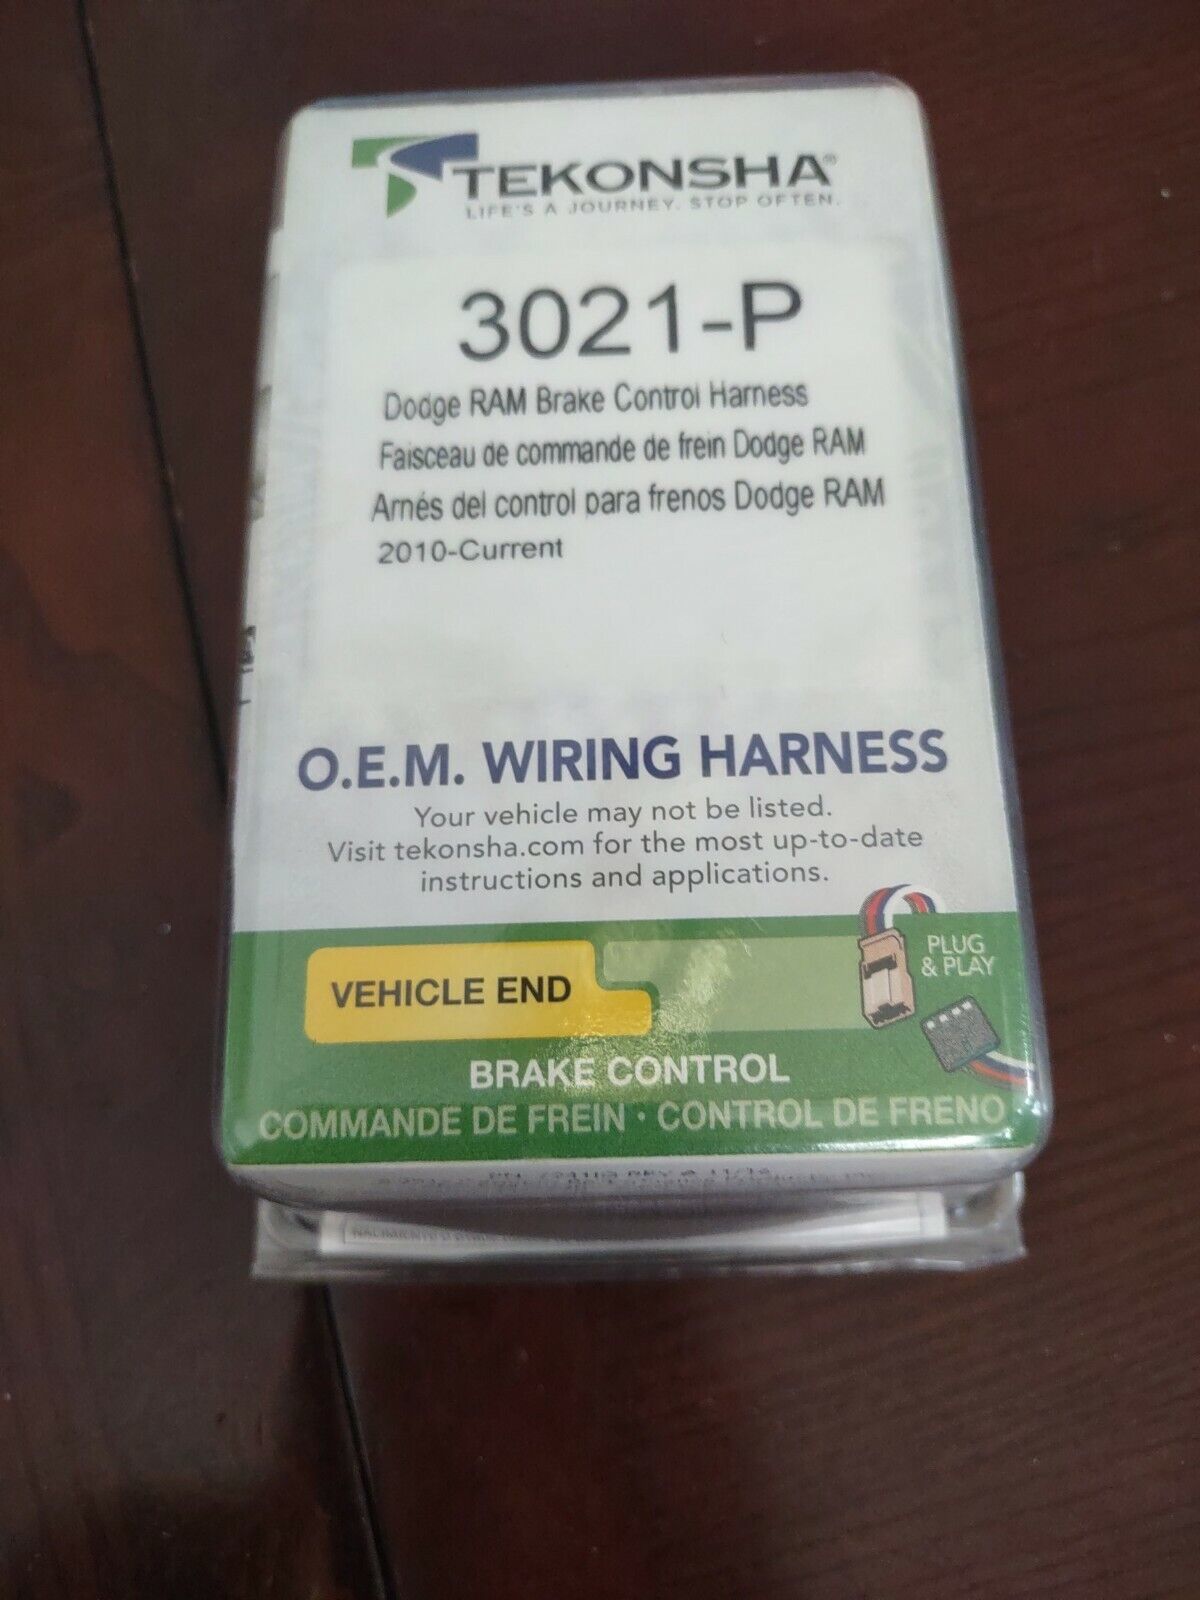 TEKONSHA®
LIFE'S A JOURNEY. STOP OFTEN.
3021-P
Dodge RAM Brake Control Harness
Faisceau de commande de frein Dodge RAM
Arnés del control para frenos Dodge RAM
2010-Current
O.E.M. WIRING HARNESS
Your vehicle may not be listed.
Visit tekonsha.com for the most up-to-date
instructions and applications.
PLUG
& PLAY
VEHICLE END
BRAKE CONTROL
COMMANDE DE FREIN · CONTROL DE FRENO